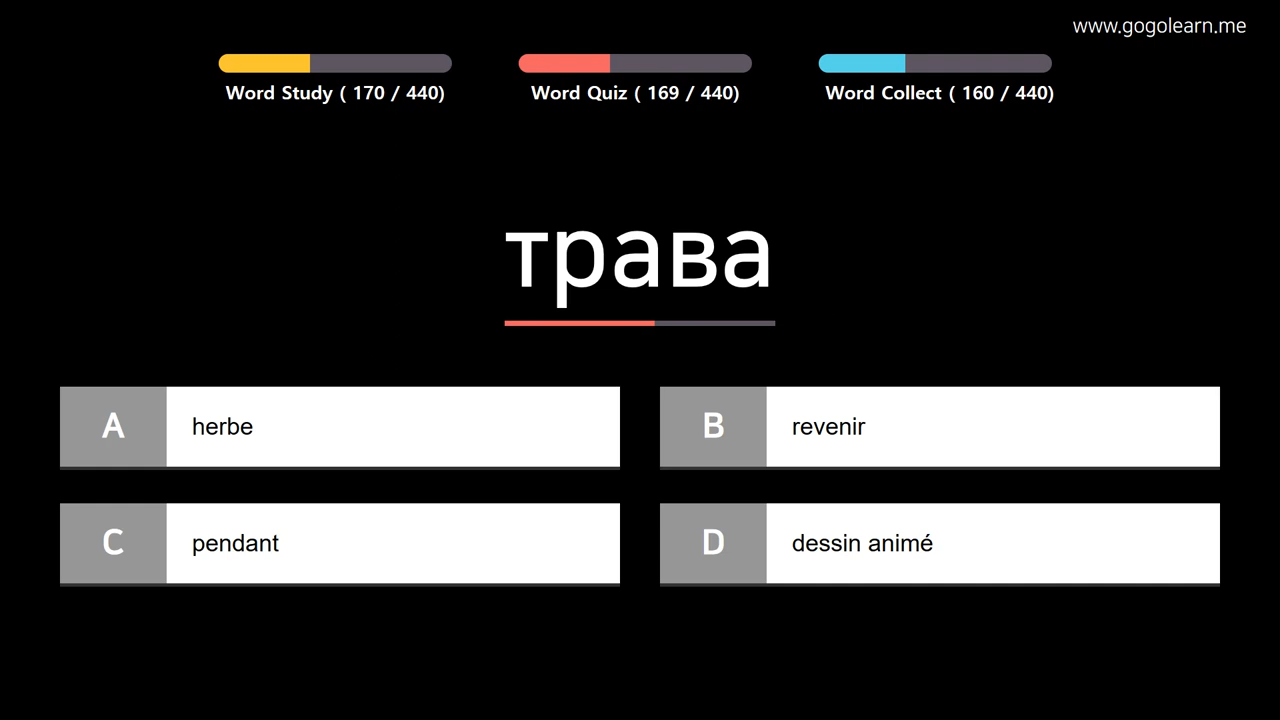 www.gogolearn.me
Word Study ( 170 / 440)
Word Quiz ( 169 / 440)
Word Collect ( 160 / 440)
трава
A herbe
B revenir
C pendant
D dessin animé